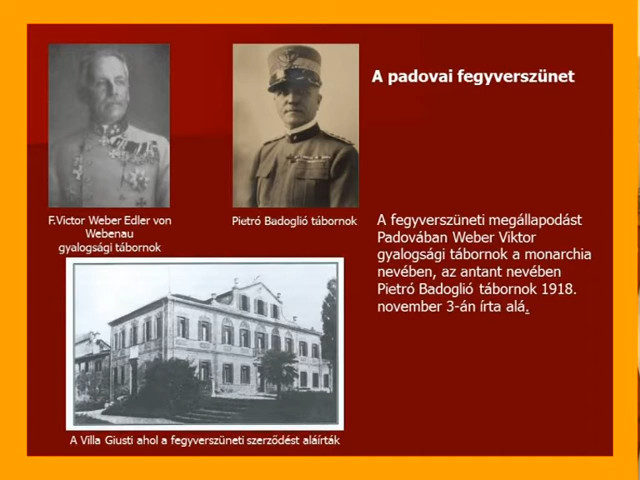 A padovai fegyverszünet
F.Victor Weber Edler von
Webenau
gyalogsági tábornok
Pietró Badoglió tábornok
A fegyverszüneti megállapodást
Padovában Weber Viktor
gyalogsági tábornok a monarchia
nevében, az antant nevében
Pietró Badoglió tábornok 1918.
november 3-án írta alá.
A Villa Giusti ahol a fegyverszüneti szerződést aláírták